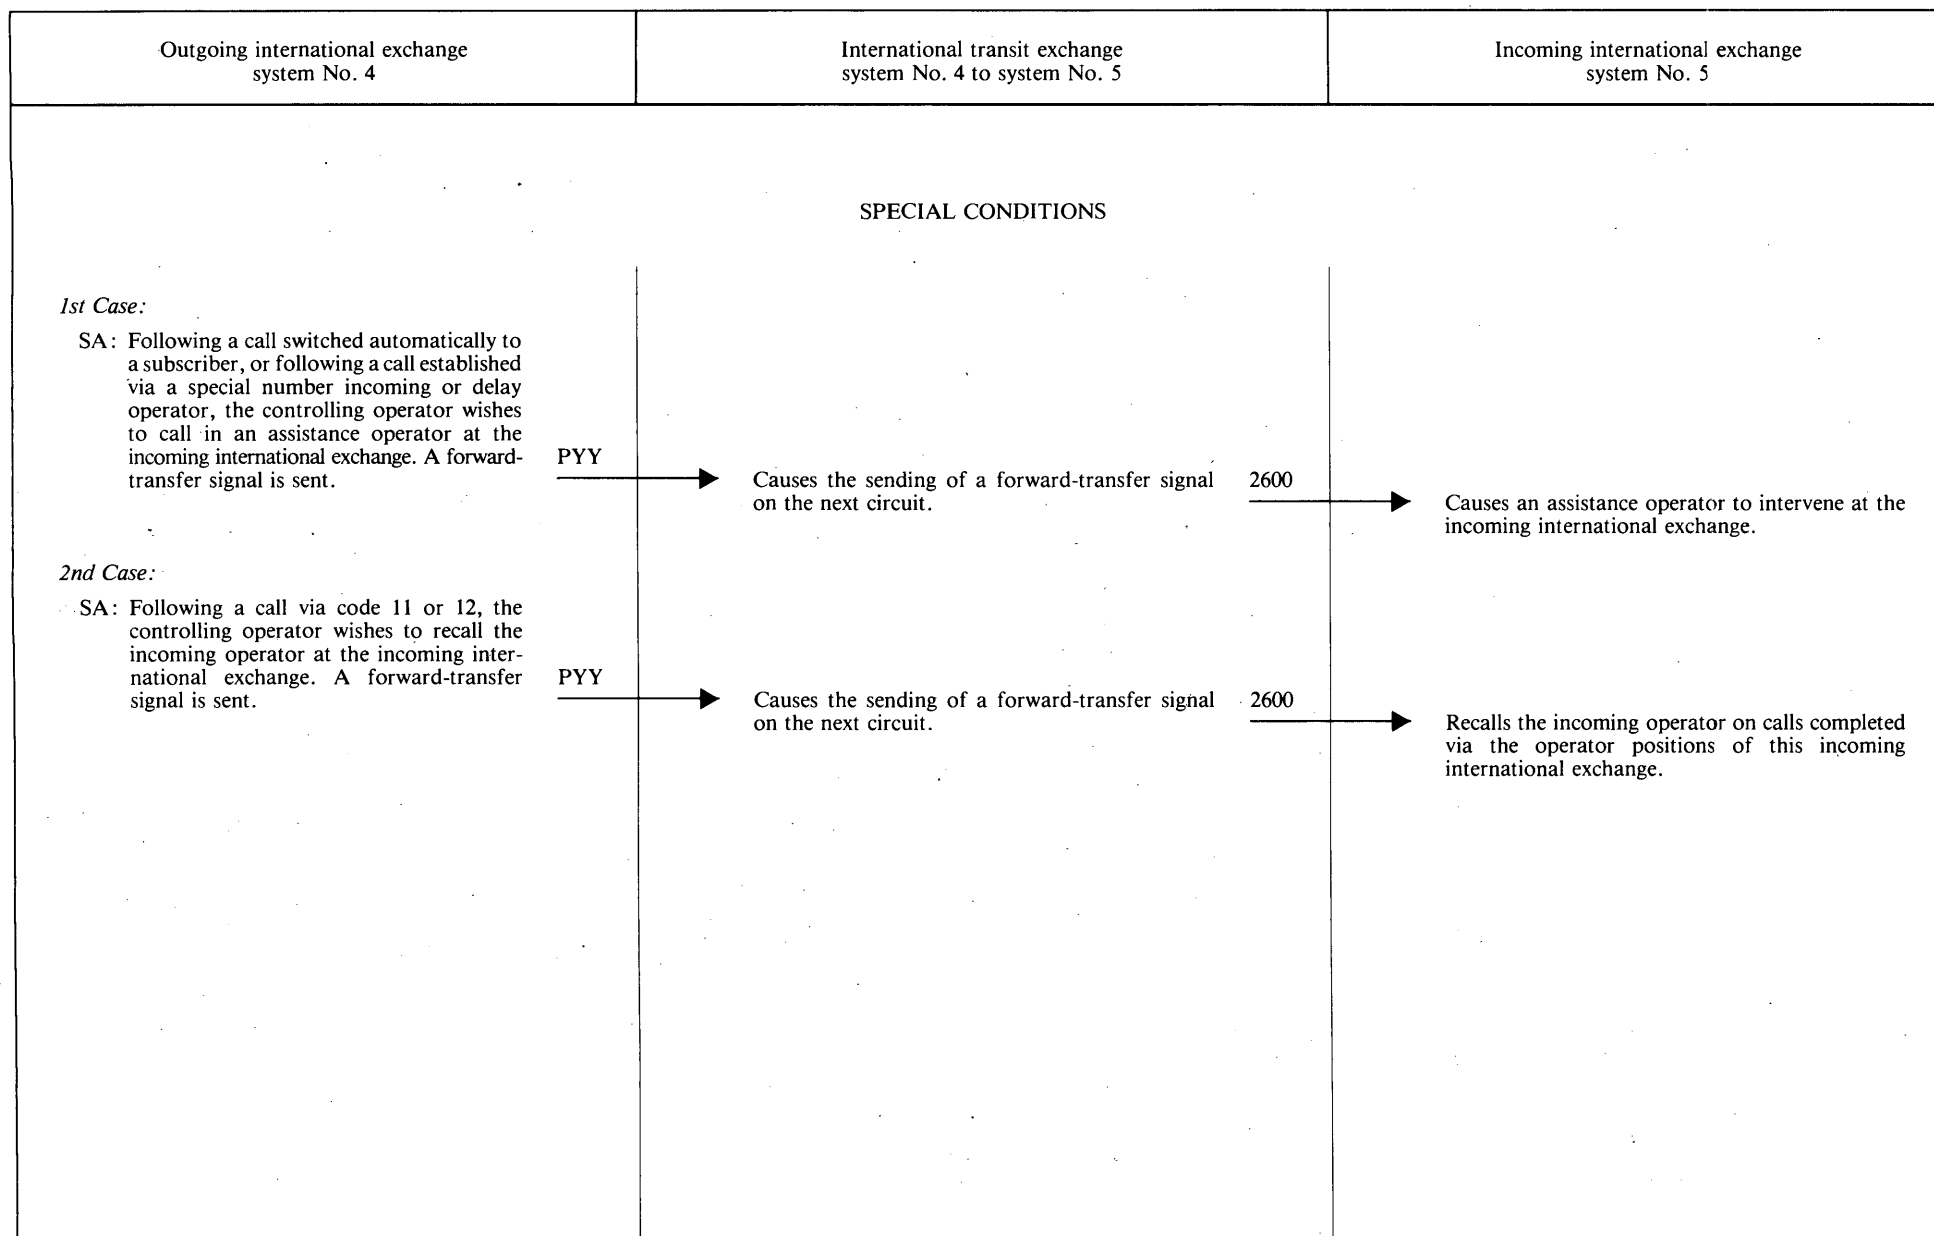 Outgoing international exchange
system No. 4
International transit exchange
system No. 4 to system No. 5
Incoming international exchange
system No. 5
SPECIAL CONDITIONS
1st Case:
SA: Following a call switched automatically to
a subscriber, or following a call established
via a special number incoming or delay
operator, the controlling operator wishes
to call in an assistance operator at the
incoming international exchange. A forward-
transfer signal is sent.
PYY
Causes the sending of a forward-transfer signal
on the next circuit.
2600
Causes an assistance operator to intervene at the
incoming international exchange.
2nd Case:
SA: Following a call via code 11 or 12, the
controlling operator wishes to recall the
incoming operator at the incoming inter-
national exchange. A forward-transfer
signal is sent.
PYY
Causes the sending of a forward-transfer signal
on the next circuit.
2600
Recalls the incoming operator on calls completed
via the operator positions of this incoming
international exchange.